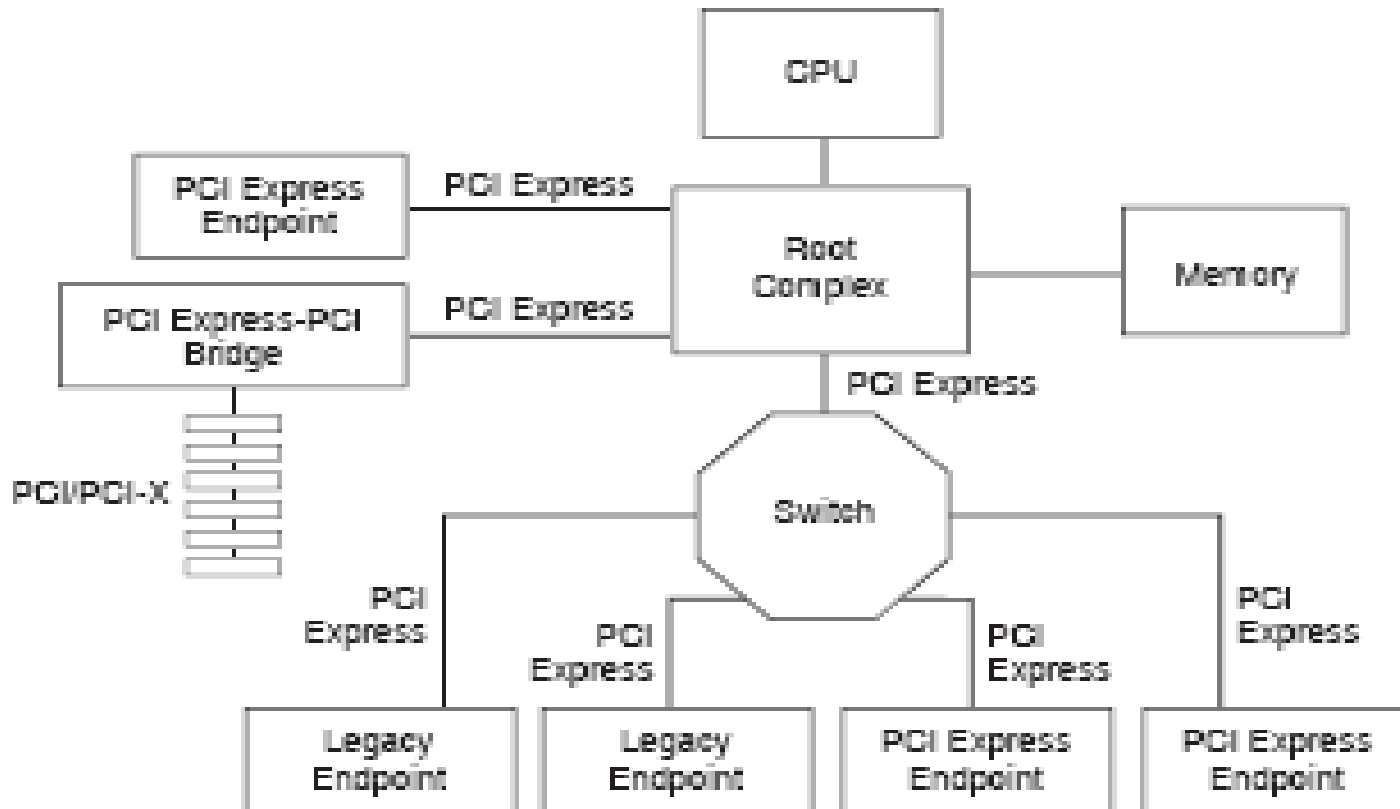 CPU
PCI Express
Endpoint
PCI Express
Root
Complex
Memory
PCI Express-PCI
Bridge
PCI Express
PCI Express
PCI/PCI-X
Switch
PCI
Express
PCI
Express
PCI
Express
PCI
Express
Legacy
Endpoint
Legacy
Endpoint
PCI Express
Endpoint
PCI Express
Endpoint